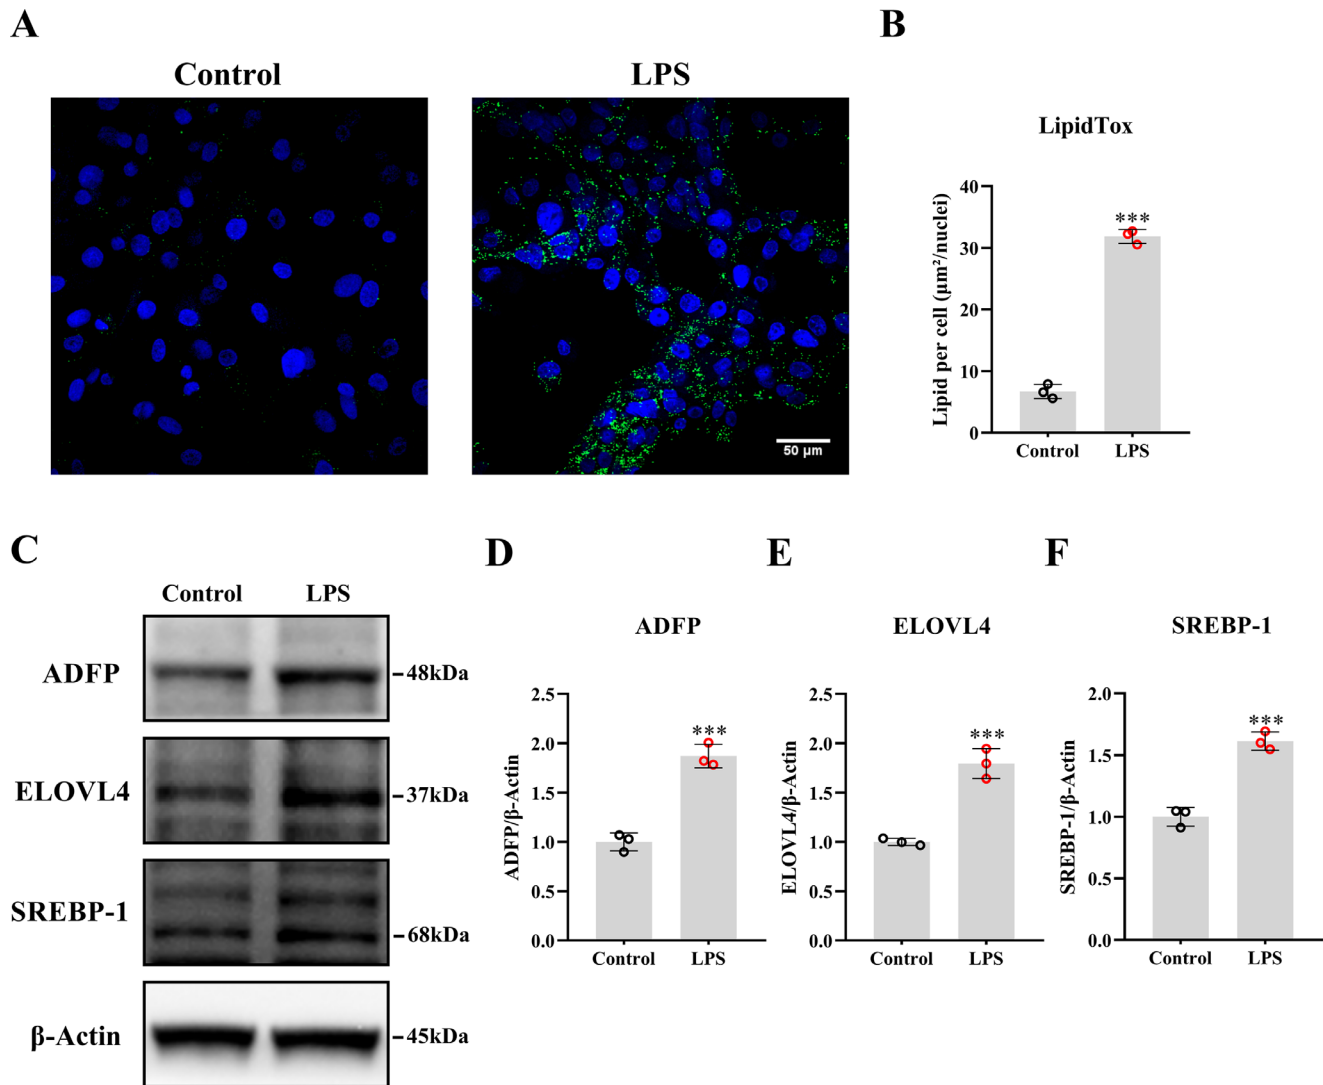 A
B
Control
LPS
50 µm
LipidTox
Lipid per cell (µm²/nuclei)
40
30
20
10
0
***
Control
LPS
C
D
E
F
Control
LPS
ADFP
48kDa
ELOVL4
37kDa
SREBP-1
68kDa
β-Actin
45kDa
ADFP
ADFP/β-Actin
2.5
2.0
1.5
1.0
0.5
0.0
***
Control
LPS
ELOVL4
ELOVL4/β-Actin
2.5
2.0
1.5
1.0
0.5
0.0
***
Control
LPS
SREBP-1
SREBP-1/β-Actin
2.0
1.5
1.0
0.5
0.0
***
Control
LPS